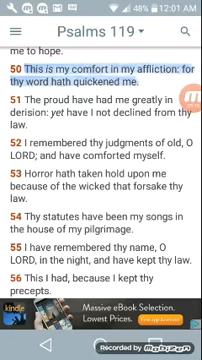 48% 12:01 AM
Psalms 119
me to hope.
50 This is my comfort in my affliction: for
thy word hath quickened me.
51 The proud have had me greatly in
derision: yet have I not declined from thy
law.
52 I remembered thy judgments of old, O
LORD; and have comforted myself.
53 Horror hath taken hold upon me
because of the wicked that forsake thy
law.
54 Thy statutes have been my songs in
the house of my pilgrimage.
55 I have remembered thy name, O
LORD, in the night, and have kept thy law.
56 This I had, because I kept thy
precepts.
kindle
Massive eBook Selection.
Lowest Prices.
Free Application
Recorded by